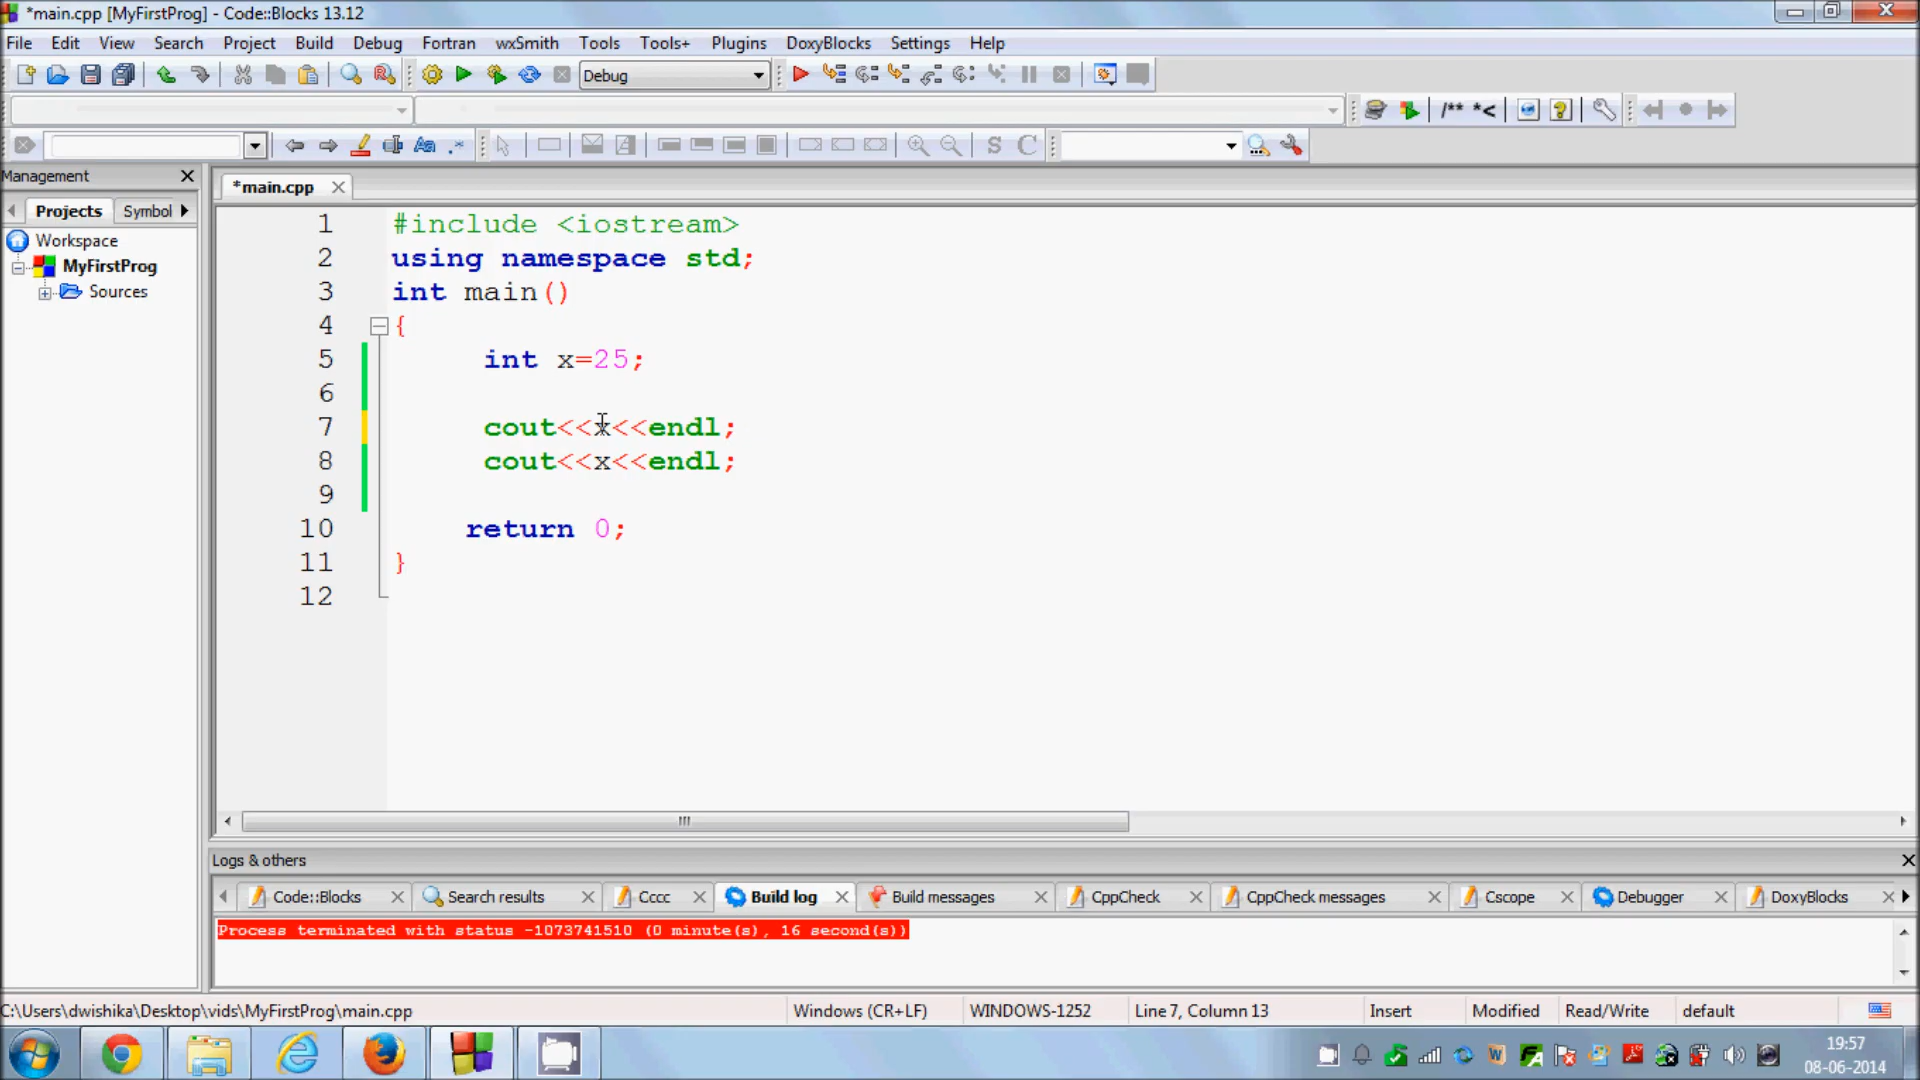 *main.cpp [MyFirstProg] - Code::Blocks 13.12
File Edit View Search Project Build Debug Fortran wxSmith Tools Tools+ Plugins DoxyBlocks Settings Help
Debug
/** *<
S C
Management
*main.cpp
Projects Symbol
Workspace
MyFirstProg
Sources
1 #include <iostream>
2 using namespace std;
3 int main()
4 {
5 int x=25;
6
7 cout<<x<<endl;
8 cout<<x<<endl;
9
10 return 0;
11 }
12
Logs & others
Code::Blocks Search results Cccc Build log Build messages CppCheck CppCheck messages Cscope Debugger DoxyBlocks
Process terminated with status -1073741510 (0 minute(s), 16 second(s))
C:\Users\dwishika\Desktop\vids\MyFirstProg\main.cpp Windows (CR+LF) WINDOWS-1252 Line 7, Column 13 Insert Modified Read/Write default
19:57
08-06-2014